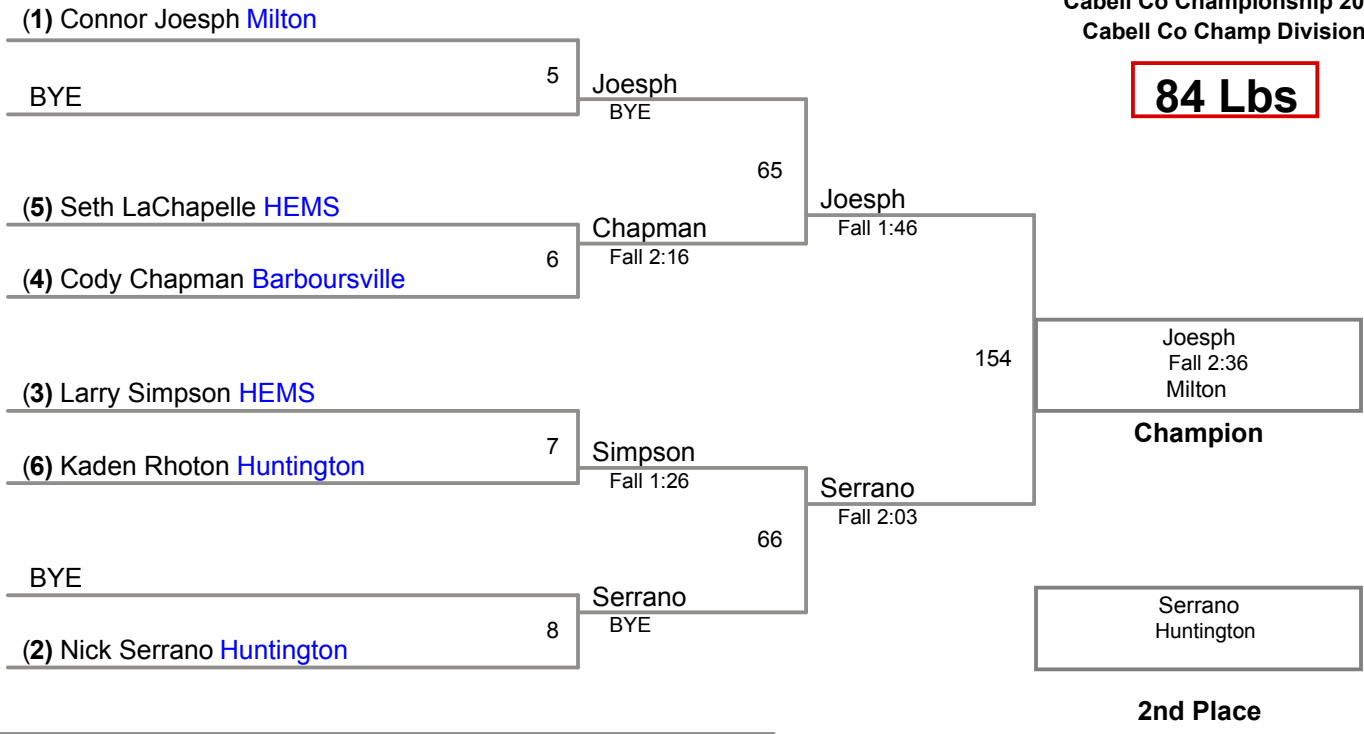 Cabell Co Championship 20
Cabell Co Champ Division
84 Lbs
(1) Connor Joesph Milton
BYE
5
Joesph
BYE
(5) Seth LaChapelle HEMS
(4) Cody Chapman Barboursville
6
Chapman
Fall 2:16
65
Joesph
Fall 1:46
(3) Larry Simpson HEMS
(6) Kaden Rhoton Huntington
7
Simpson
Fall 1:26
BYE
(2) Nick Serrano Huntington
8
Serrano
BYE
66
Serrano
Fall 2:03
154
Joesph
Fall 2:36
Milton
Champion
Serrano
Huntington
2nd Place